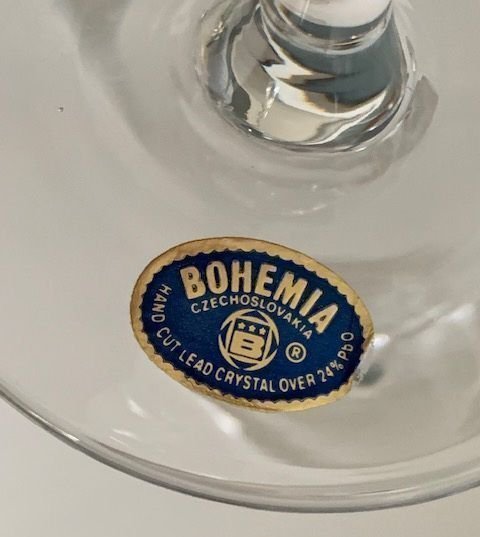 BOHEMIA
CZECHOSLOVAKIA
B ®
HAND CUT LEAD CRYSTAL OVER 24% PbO